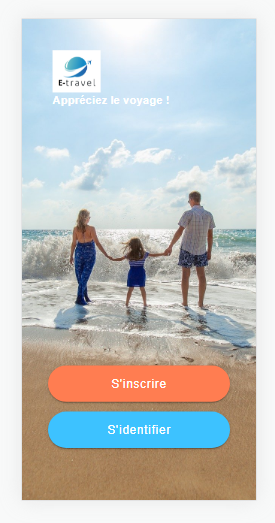 E-travel
Appréciez le voyage !
S'inscrire
S'identifier